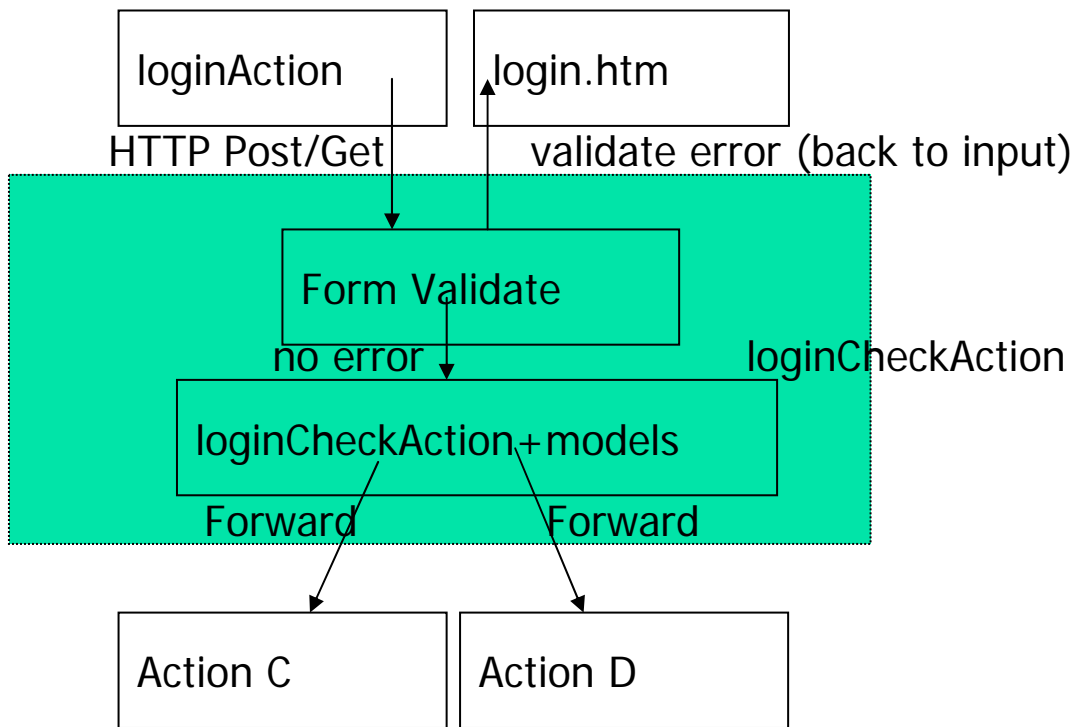 loginAction
login.htm
HTTP Post/Get
validate error (back to input)
Form Validate
no error
loginCheckAction
loginCheckAction+models
Forward
Forward
Action C
Action D